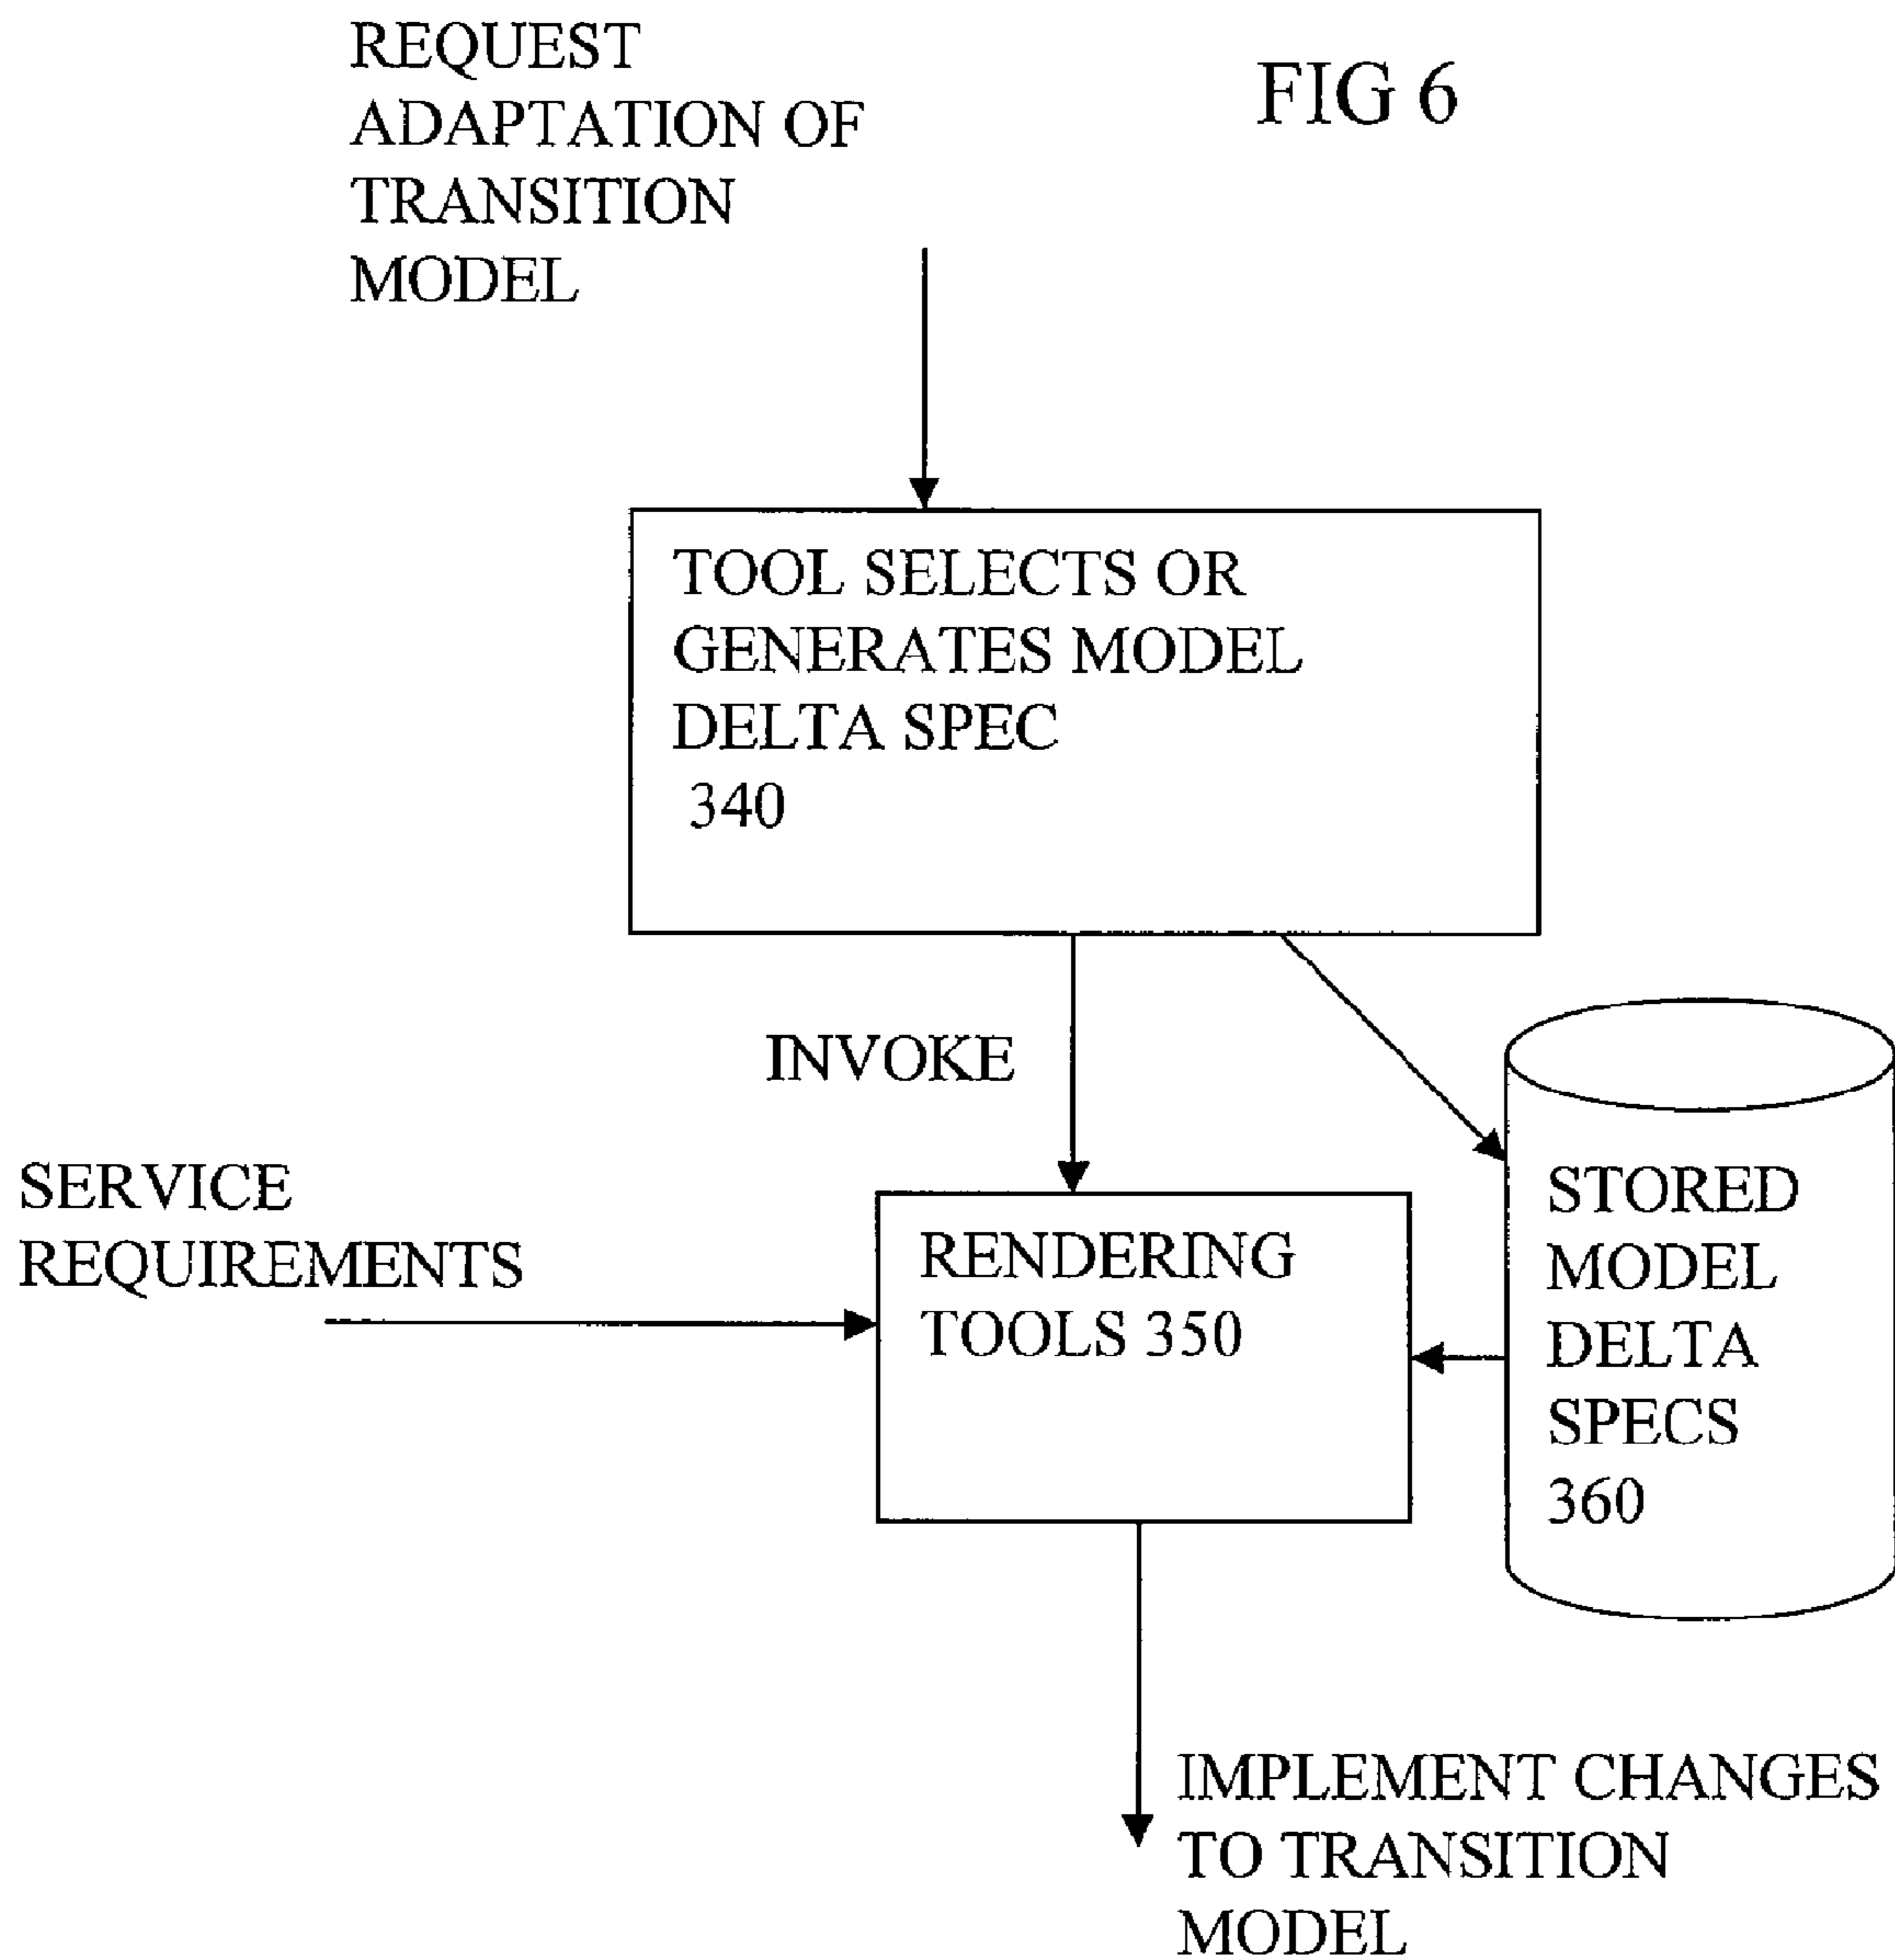 REQUEST
ADAPTATION OF
TRANSITION
MODEL
FIG 6
TOOL SELECTS OR
GENERATES MODEL
DELTA SPEC
340
INVOKE
SERVICE
REQUIREMENTS
RENDERING
TOOLS 350
STORED
MODEL
DELTA
SPECS
360
IMPLEMENT CHANGES
TO TRANSITION
MODEL